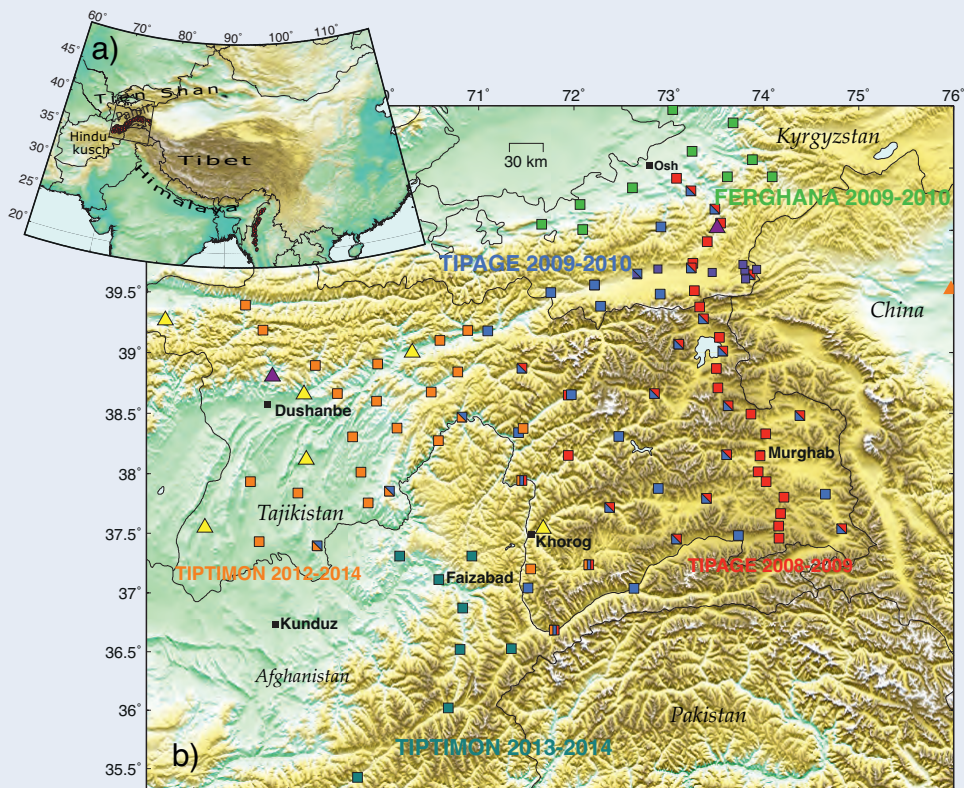 a)
60°
70°
80°
90°
100°
110°
45°
40°
35°
30°
25°
20°
Tien Shan
Pamir
Hindu
kusch
Tibet
Himalaya
0°
71°
72°
73°
74°
75°
76°
30 km
Osh
Kyrgyzstan
FERGHANA 2009-2010
TIPAGE 2009-2010
39.5°
China
39°
Dushanbe
38.5°
Murghab
38°
Tajikistan
37.5°
Khorog
TIPAGE 2008-2009
TIPTIMON 2012-2014
Faizabad
37°
Kunduz
36.5°
Afghanistan
36°
Pakistan
b)
TIPTIMON 2013-2014
35.5°